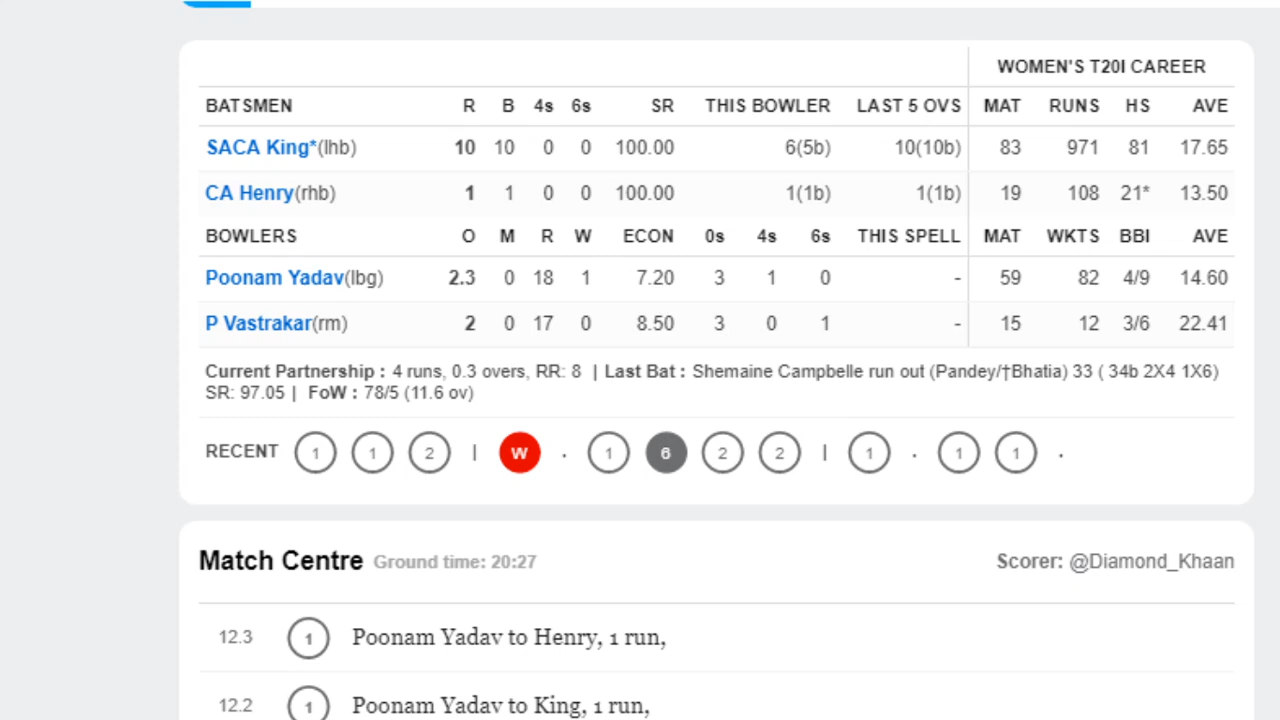 WOMEN'S T20I CAREER
BATSMEN R B 4s 6s SR THIS BOWLER LAST 5 OVS MAT RUNS HS AVE
SACA King*(lhb) 10 10 0 0 100.00 6(5b) 10(10b) 83 971 81 17.65
CA Henry(rhb) 1 1 0 0 100.00 1(1b) 1(1b) 19 108 21* 13.50
BOWLERS O M R W ECON 0s 4s 6s THIS SPELL MAT WKTS BBI AVE
Poonam Yadav(lbg) 2.3 0 18 1 7.20 3 1 0 - 59 82 4/9 14.60
P Vastrakar(rm) 2 0 17 0 8.50 3 0 1 - 15 12 3/6 22.41
Current Partnership : 4 runs, 0.3 overs, RR: 8 | Last Bat : Shemaine Campbelle run out (Pandey/†Bhatia) 33 ( 34b 2X4 1X6)
SR: 97.05 | FoW : 78/5 (11.6 ov)
RECENT 1 1 2 | W . 1 6 2 2 | 1 . 1 1 .
Match Centre Ground time: 20:27 Scorer: @Diamond_Khaan
12.3 1 Poonam Yadav to Henry, 1 run,
12.2 1 Poonam Yadav to King, 1 run,